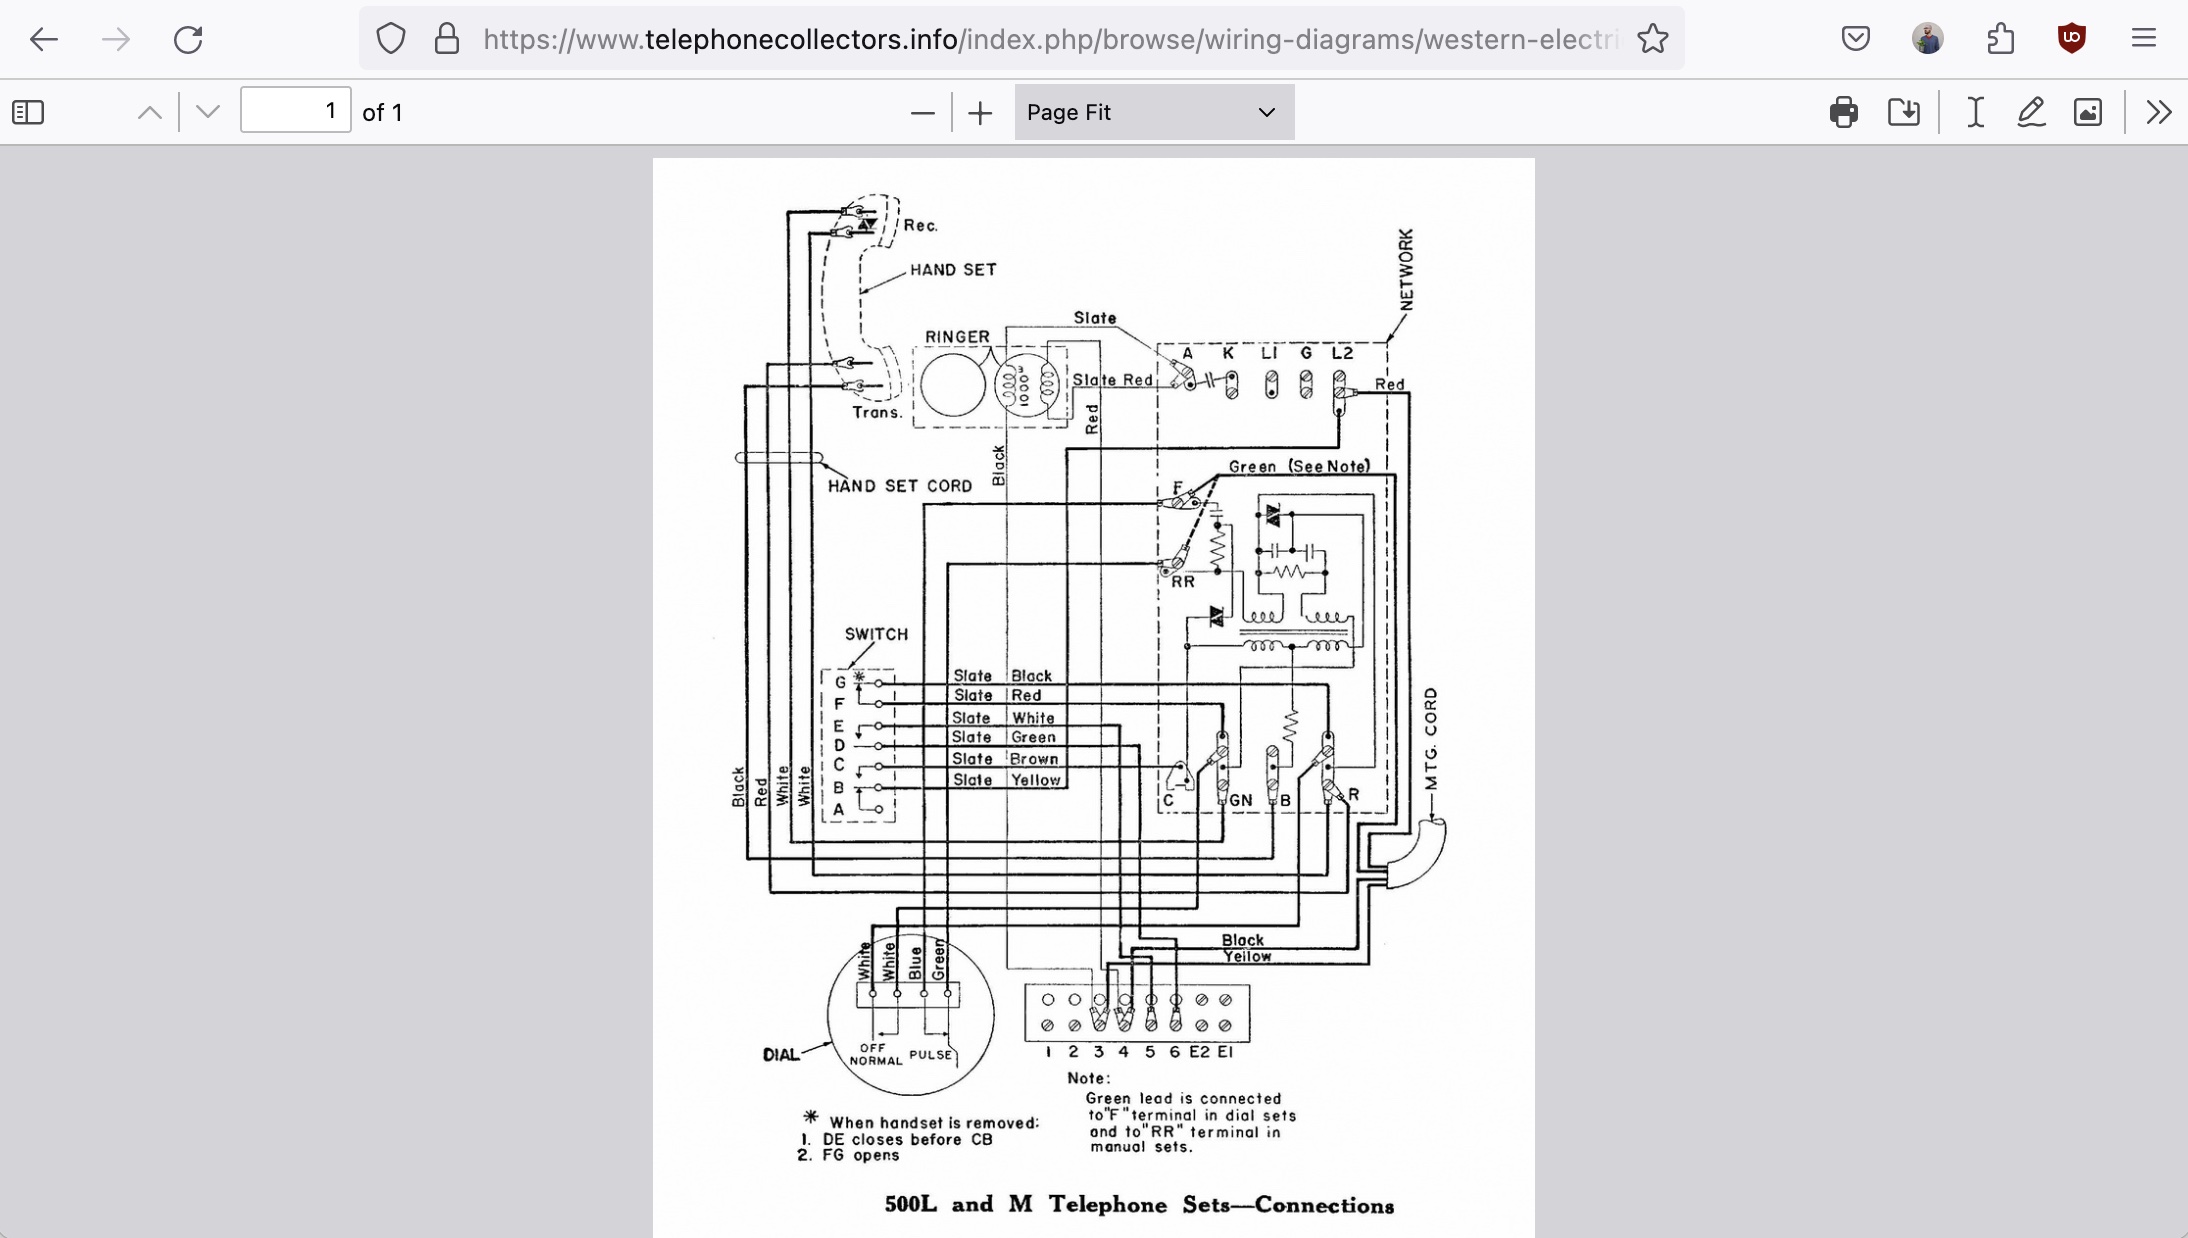 https://www.telephonecollectors.info/index.php/browse/wiring-diagrams/western-electri
1 of 1
Page Fit
Rec.
HAND SET
NETWORK
Slate
RINGER
A K L1 G L2
3
1000
Slate Red
Red
Red
Trans.
Black
Green (See Note)
HAND SET CORD
F
RR
SWITCH
G *
Slate Black
F
Slate Red
E
Slate White
D
Slate Green
C
Slate Brown
B
Slate Yellow
A
Black
Red
White
White
C GN B R
MTG. CORD
White
White
Blue
Green
Black
Yellow
OFF
NORMAL PULSE
DIAL
1 2 3 4 5 6 E2 E1
Note:
Green lead is connected
to "F" terminal in dial sets
and to "RR" terminal in
manual sets.
* When handset is removed:
1. DE closes before CB
2. FG opens
500L and M Telephone Sets—Connections